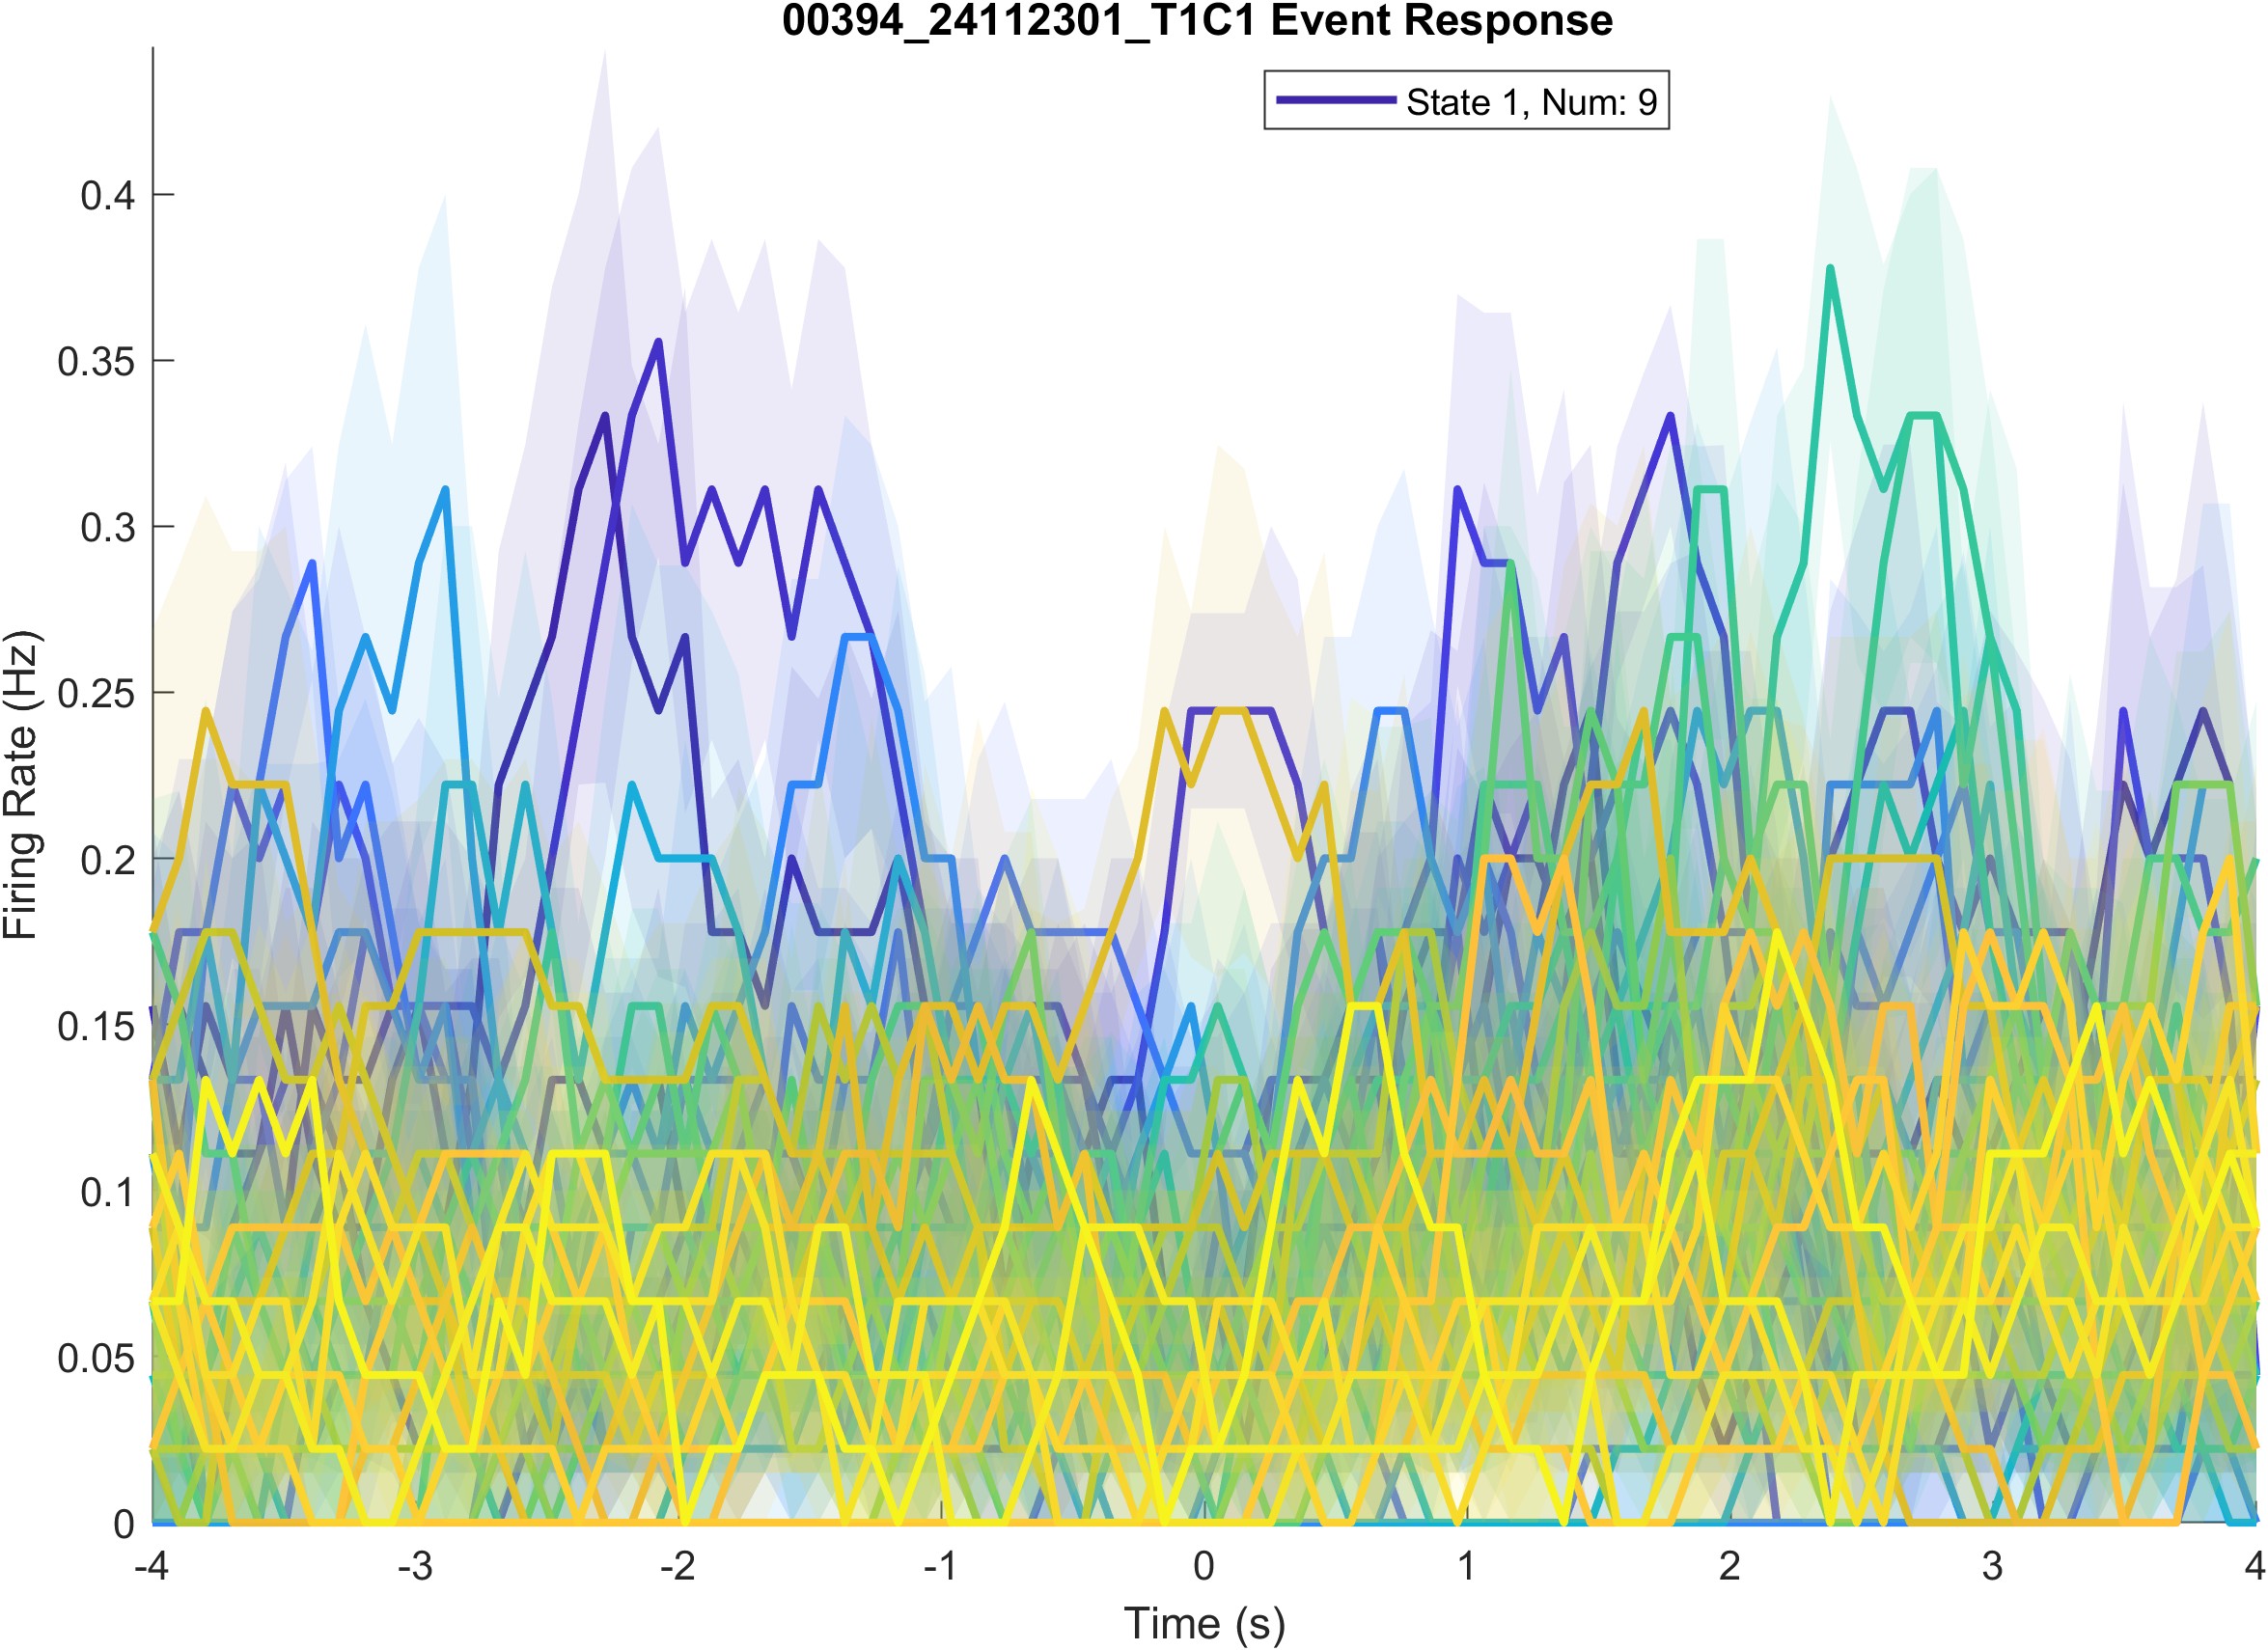 00394_24112301_T1C1 Event Response
State 1, Num: 9
Firing Rate (Hz)
0.4
0.35
0.3
0.25
0.2
0.15
0.1
0.05
0
-4 -3 -2 -1 0 1 2 3 4
Time (s)